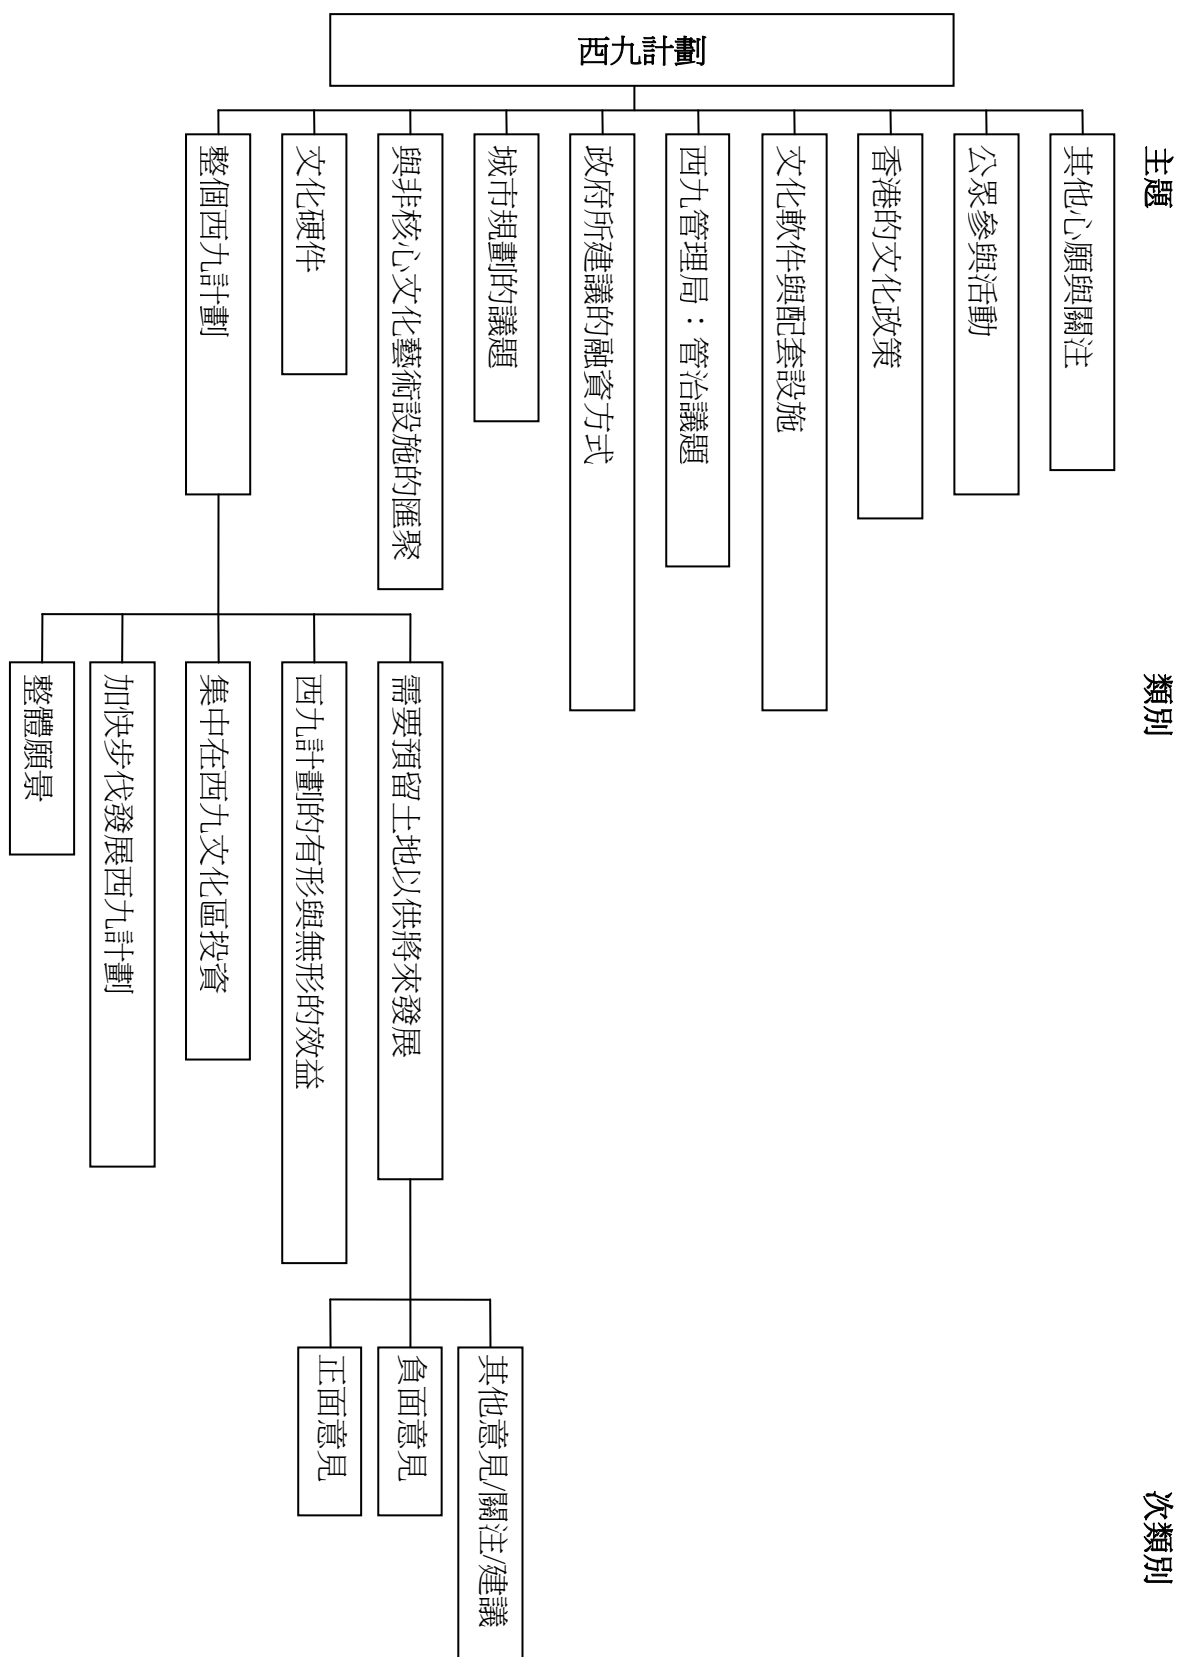 西九計劃
主題
整個西九計劃
文化硬件
與非核心文化藝術設施的匯聚
城市規劃的議題
政府所建議的融資方式
西九管理局：管治議題
文化軟件與配套設施
香港的文化政策
公眾參與活動
其他心願與關注
類別
整體願景
加快步伐發展西九計劃
集中在西九文化區投資
西九計劃的有形與無形的效益
需要預留土地以供將來發展
次類別
正面意見
負面意見
其他意見/關注/建議